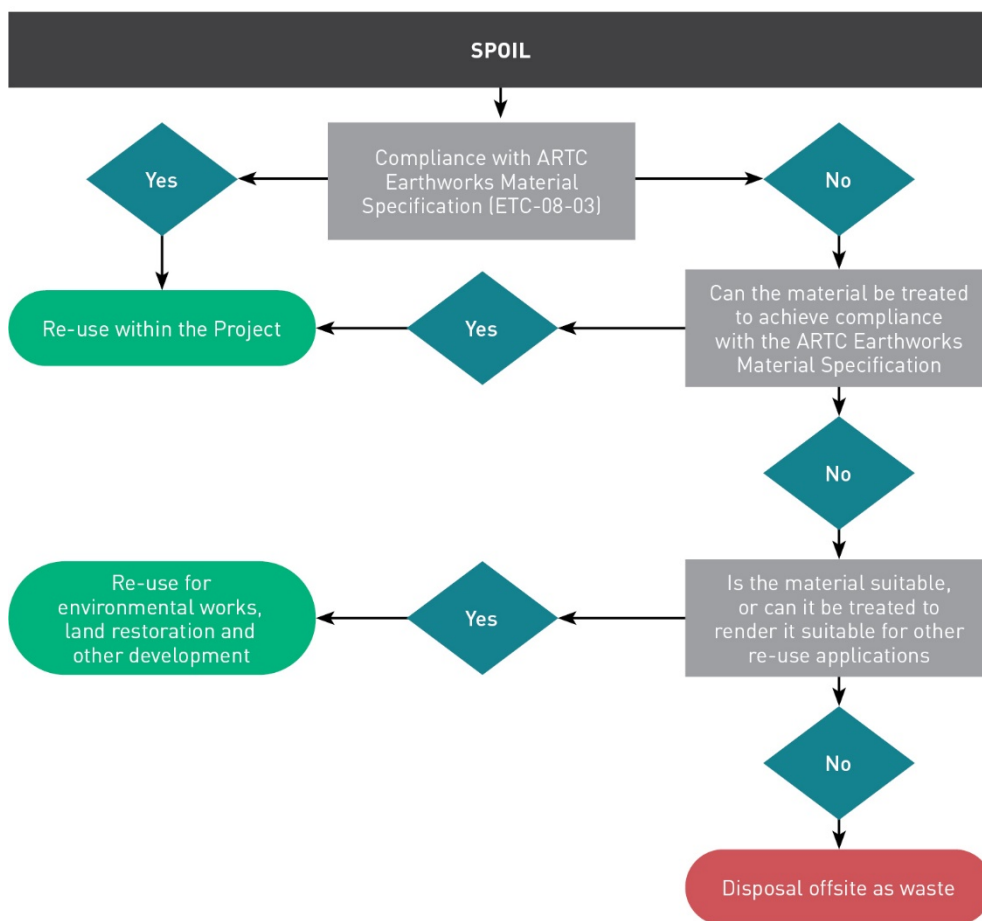 SPOIL
Yes
Compliance with ARTC
Earthworks Material
Specification (ETC-08-03)
No
Re-use within the Project
Yes
Can the material be treated
to achieve compliance
with the ARTC Earthworks
Material Specification
No
Re-use for
environmental works,
land restoration and
other development
Yes
Is the material suitable,
or can it be treated to
render it suitable for other
re-use applications
No
Disposal offsite as waste